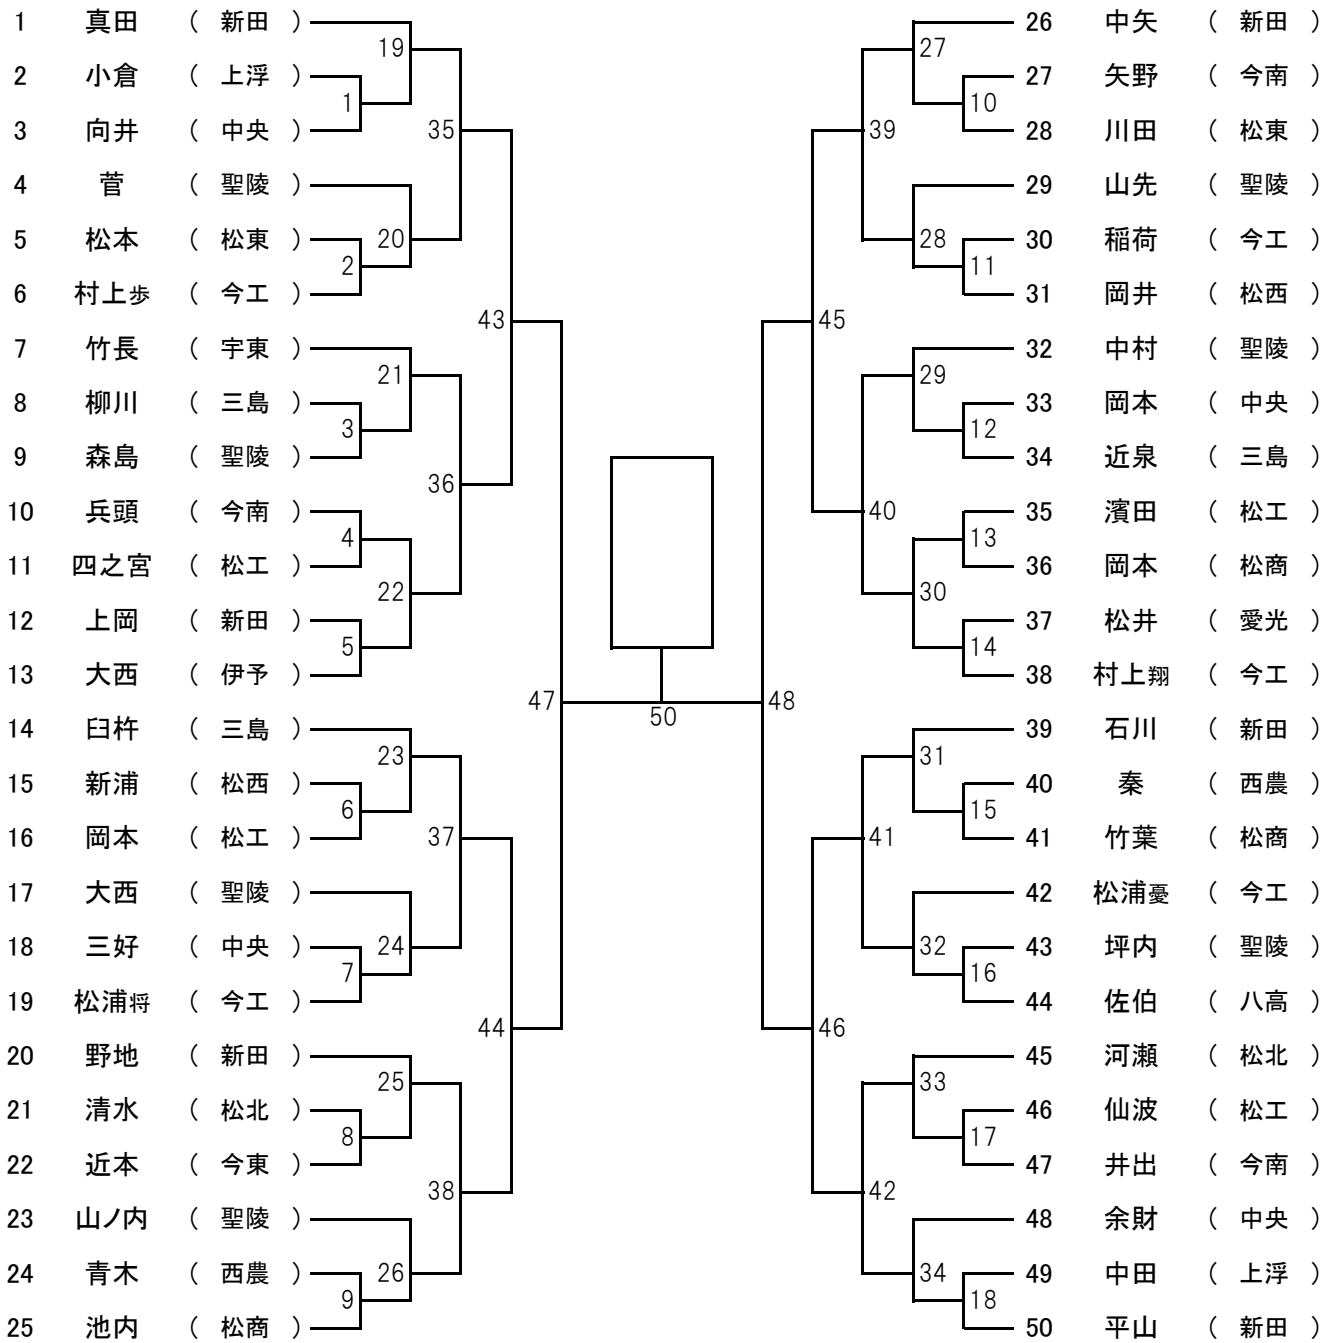 1 真田 ( 新田 )
2 小倉 ( 上浮 )
3 向井 ( 中央 )
4 菅 ( 聖陵 )
5 松本 ( 松東 )
6 村上歩 ( 今工 )
7 竹長 ( 宇東 )
8 柳川 ( 三島 )
9 森島 ( 聖陵 )
10 兵頭 ( 今南 )
11 四之宮 ( 松工 )
12 上岡 ( 新田 )
13 大西 ( 伊予 )
14 臼杵 ( 三島 )
15 新浦 ( 松西 )
16 岡本 ( 松工 )
17 大西 ( 聖陵 )
18 三好 ( 中央 )
19 松浦将 ( 今工 )
20 野地 ( 新田 )
21 清水 ( 松北 )
22 近本 ( 今東 )
23 山ノ内 ( 聖陵 )
24 青木 ( 西農 )
25 池内 ( 松商 )
1
2
3
4
5
6
7
8
9
19
20
21
22
23
24
25
26
35
36
37
38
43
44
47
50
48
45
46
39
40
41
42
27
28
29
30
31
32
33
34
10
11
12
13
14
15
16
17
18
26 中矢 ( 新田 )
27 矢野 ( 今南 )
28 川田 ( 松東 )
29 山先 ( 聖陵 )
30 稲荷 ( 今工 )
31 岡井 ( 松西 )
32 中村 ( 聖陵 )
33 岡本 ( 中央 )
34 近泉 ( 三島 )
35 濱田 ( 松工 )
36 岡本 ( 松商 )
37 松井 ( 愛光 )
38 村上翔 ( 今工 )
39 石川 ( 新田 )
40 秦 ( 西農 )
41 竹葉 ( 松商 )
42 松浦憂 ( 今工 )
43 坪内 ( 聖陵 )
44 佐伯 ( 八高 )
45 河瀬 ( 松北 )
46 仙波 ( 松工 )
47 井出 ( 今南 )
48 余財 ( 中央 )
49 中田 ( 上浮 )
50 平山 ( 新田 )